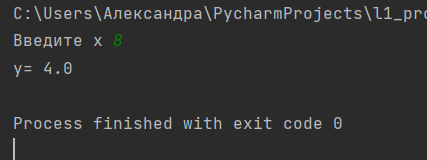 C:\Users\Александра\PycharmProjects\l1_pro
Введите x 8
y= 4.0
Process finished with exit code 0